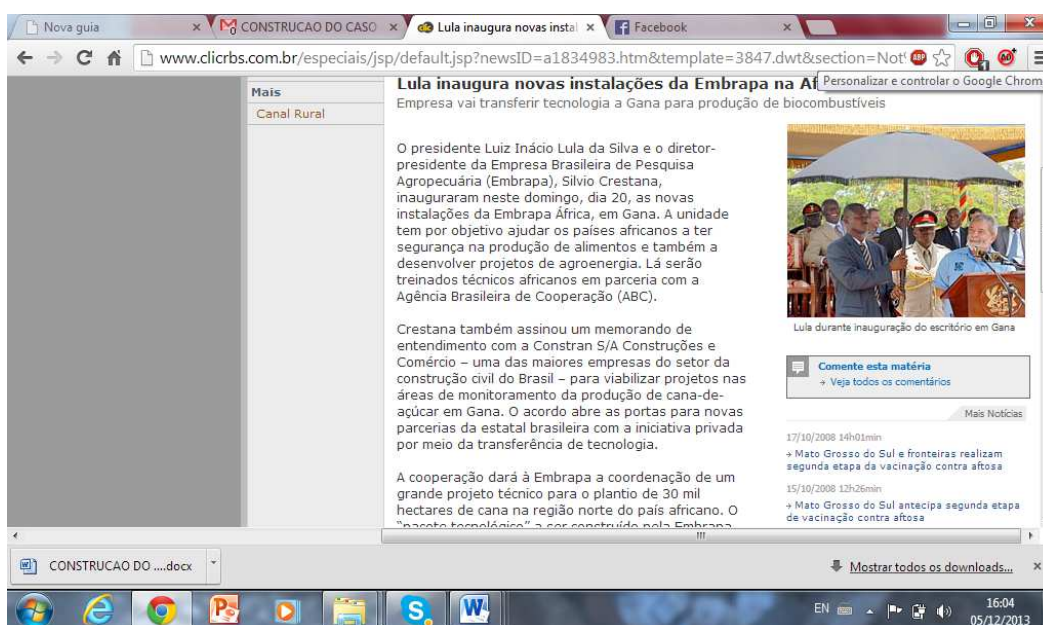 Nova guia
CONSTRUCAO DO CASO
Lula inaugura novas instal
Facebook
www.clicrbs.com.br/especiais/jsp/default.jsp?newsID=a1834983.htm&template=3847.dwt&section=Not
ABP
Personalizar e controlar o Google Chrom
Mais
Canal Rural
Lula inaugura novas instalações da Embrapa na Af
Empresa vai transferir tecnologia a Gana para produção de biocombustíveis
O presidente Luiz Inácio Lula da Silva e o diretor-
presidente da Empresa Brasileira de Pesquisa
Agropecuária (Embrapa), Silvio Crestana,
inauguraram neste domingo, dia 20, as novas
instalações da Embrapa África, em Gana. A unidade
tem por objetivo ajudar os países africanos a ter
segurança na produção de alimentos e também a
desenvolver projetos de agroenergia. Lá serão
treinados técnicos africanos em parceria com a
Agência Brasileira de Cooperação (ABC).
Crestana também assinou um memorando de
entendimento com a Constran S/A Construções e
Comércio – uma das maiores empresas do setor da
construção civil do Brasil – para viabilizar projetos nas
áreas de monitoramento da produção de cana-de-
açúcar em Gana. O acordo abre as portas para novas
parcerias da estatal brasileira com a iniciativa privada
por meio da transferência de tecnologia.
A cooperação dará à Embrapa a coordenação de um
grande projeto técnico para o plantio de 30 mil
hectares de cana na região norte do país africano. O
"pacote tecnológico" a ser construído pela Embrapa
Lula durante inauguração do escritório em Gana
Comente esta matéria
Veja todos os comentários
Mais Notícias
17/10/2008 14h01min
Mato Grosso do Sul e fronteiras realizam
segunda etapa da vacinação contra aftosa
15/10/2008 12h26min
Mato Grosso do Sul antecipa segunda etapa
de vacinação contra aftosa
CONSTRUCAO DO ....docx
Mostrar todos os downloads...
EN
16:04
05/12/2013